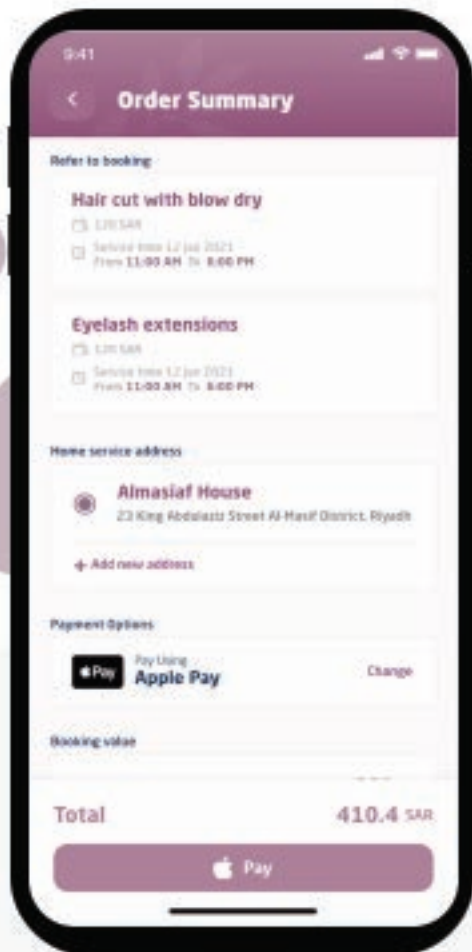 9:41
Order Summary
Refer to booking
Hair cut with blow dry
120 SAR
Service time 12 Jun 2021
From 11:00 AM To 8:00 PM
Eyelash extensions
120 SAR
Service time 12 Jun 2021
From 11:00 AM To 8:00 PM
Home service address
Almasiaf House
23 King Abdulaziz Street Al-Masif District, Riyadh
+ Add new address
Payment Options
Pay
Pay Using
Apple Pay
Change
Booking value
Total
410.4 SAR
Pay